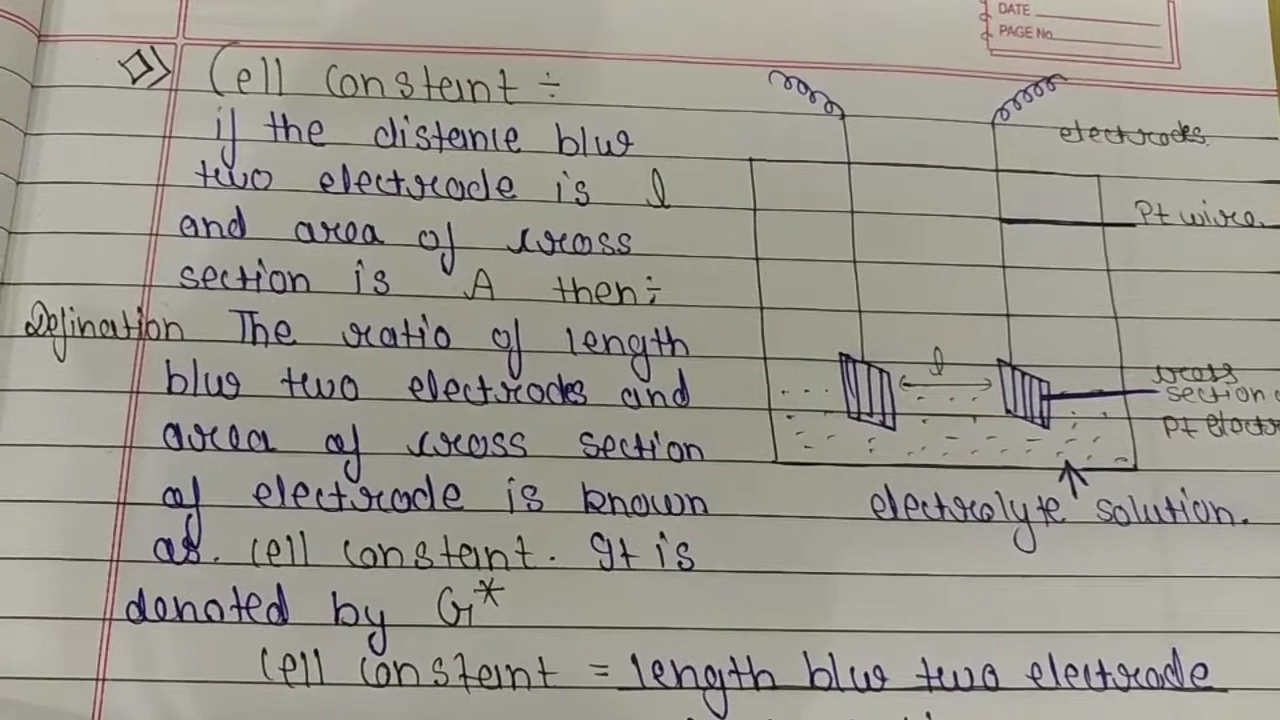 DATE
PAGE No.
Cell constant ÷
if the distance b/w
two electrode is l
and area of cross
section is A then÷
Defination The ratio of length
b/w two electrodes and
area of cross section
of electrode is known
as. cell constant. It is
denoted by G*
Cell constant = length b/w two electrode
electrodes.
Pt wire.
l
cross
section
Pt
electrolyte solution.